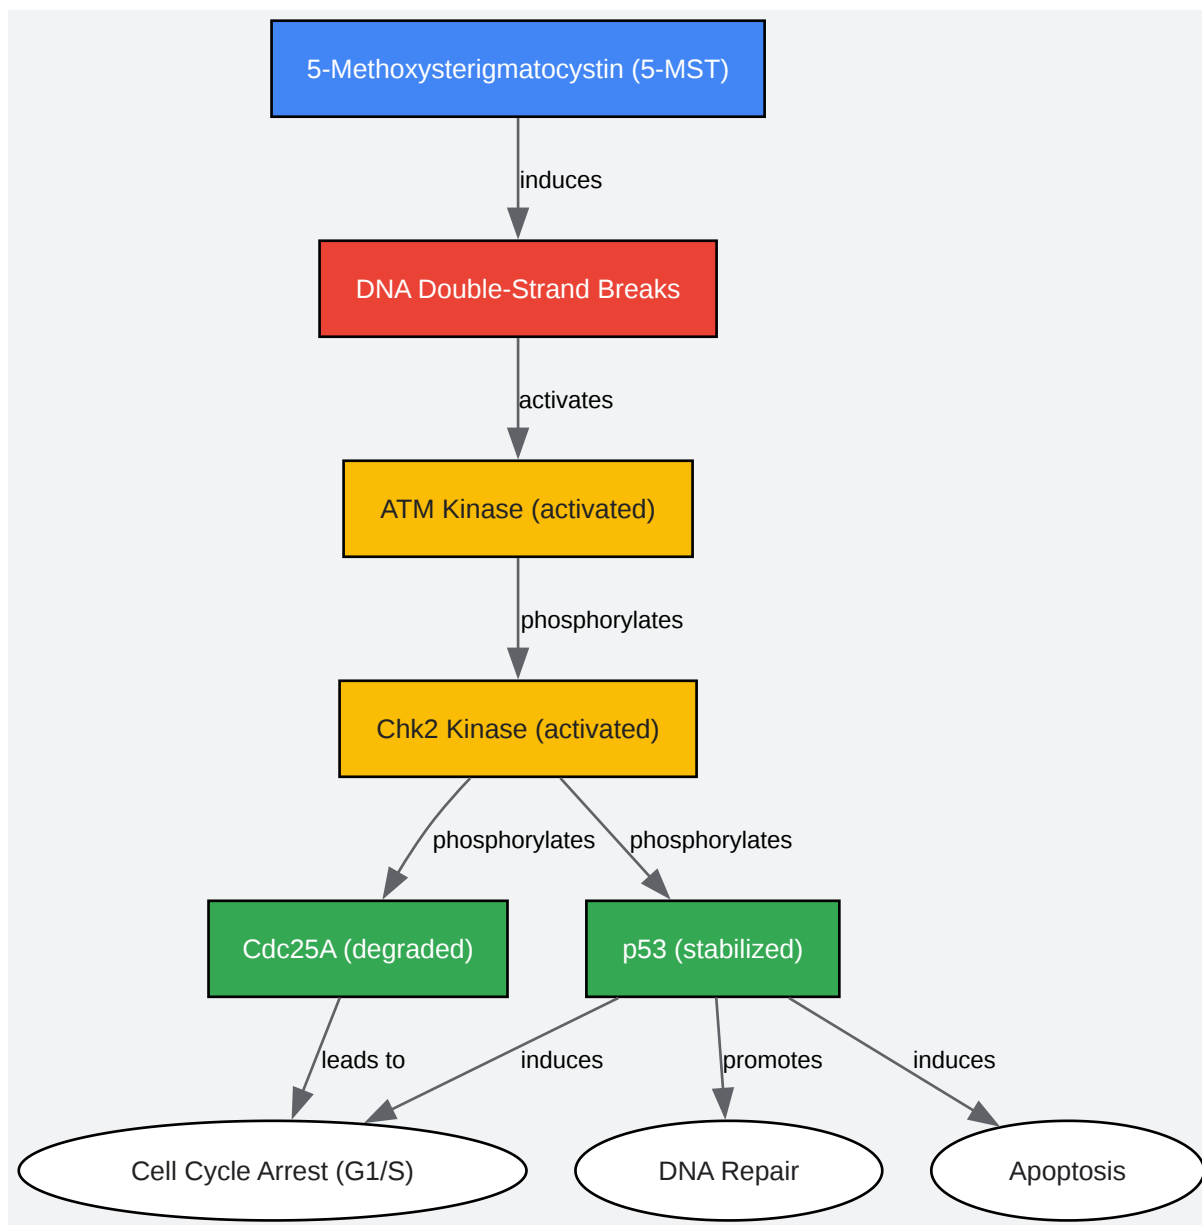 5-Methoxysterigmatocystin (5-MST)
induces
DNA Double-Strand Breaks
activates
ATM Kinase (activated)
phosphorylates
Chk2 Kinase (activated)
phosphorylates
phosphorylates
Cdc25A (degraded)
p53 (stabilized)
leads to
induces
promotes
induces
Cell Cycle Arrest (G1/S)
DNA Repair
Apoptosis